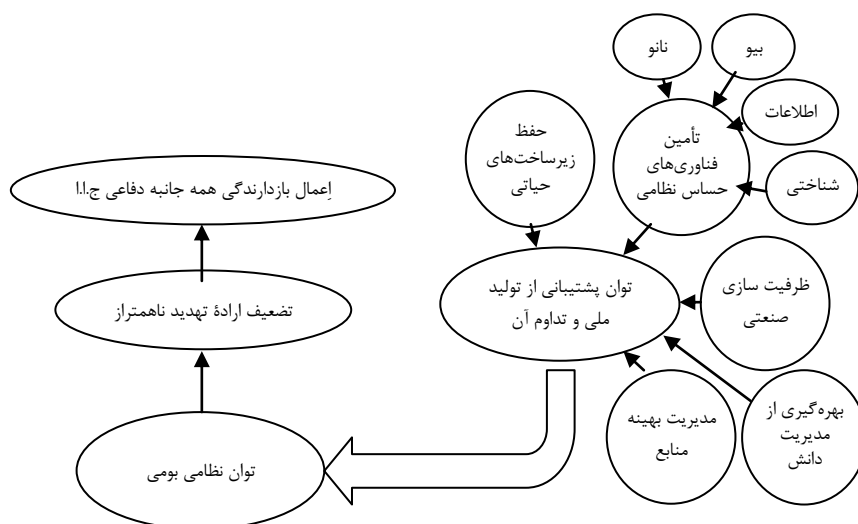 بیو
نانو
اطلاعات
شناختی
تأمین
فناوری‌های
حساس نظامی
حفظ
زیرساخت‌های
حیاتی
ظرفیت سازی
صنعتی
توان پشتیبانی از تولید
ملی و تداوم آن
بهره‌گیری از
مدیریت
دانش
مدیریت بهینه
منابع
إعمال بازدارندگی همه جانبه دفاعی ج.ا.ا
تضعیف ارادهٔ تهدید ناهمتراز
توان نظامی بومی